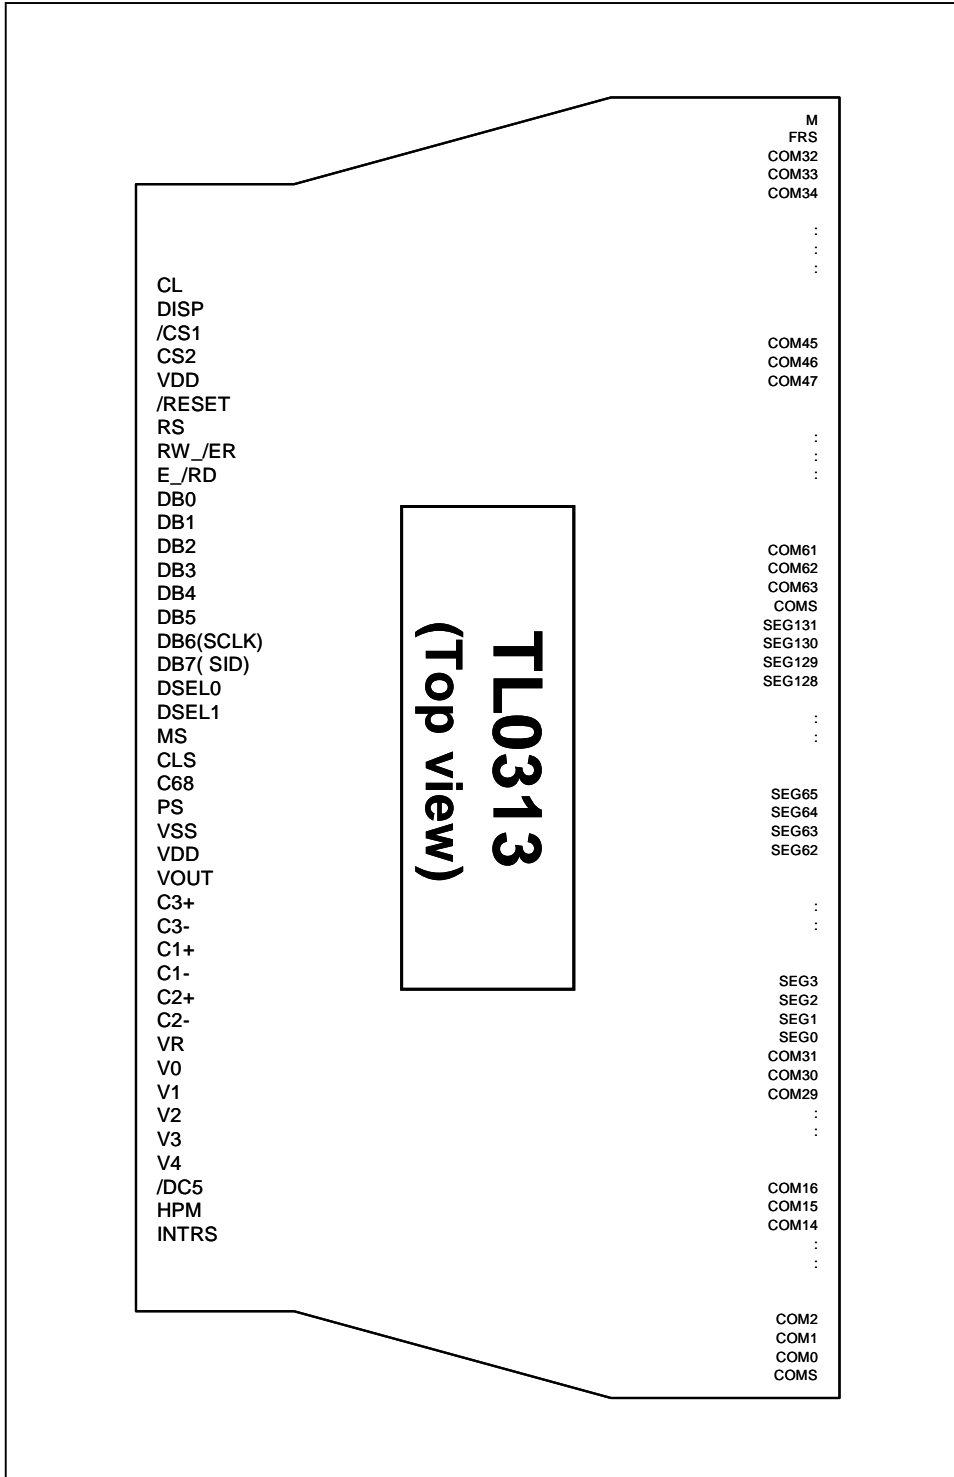 CL
DISP
/CS1
CS2
VDD
/RESET
RS
RW_/ER
E_/RD
DB0
DB1
DB2
DB3
DB4
DB5
DB6(SCLK)
DB7( SID)
DSEL0
DSEL1
MS
CLS
C68
PS
VSS
VDD
VOUT
C3+
C3-
C1+
C1-
C2+
C2-
VR
V0
V1
V2
V3
V4
/DC5
HPM
INTRS
TL0313
(Top view)
M
FRS
COM32
COM33
COM34
:
:
:
COM45
COM46
COM47
:
:
:
COM61
COM62
COM63
COMS
SEG131
SEG130
SEG129
SEG128
:
:
SEG65
SEG64
SEG63
SEG62
:
:
SEG3
SEG2
SEG1
SEG0
COM31
COM30
COM29
:
:
COM16
COM15
COM14
:
:
COM2
COM1
COM0
COMS